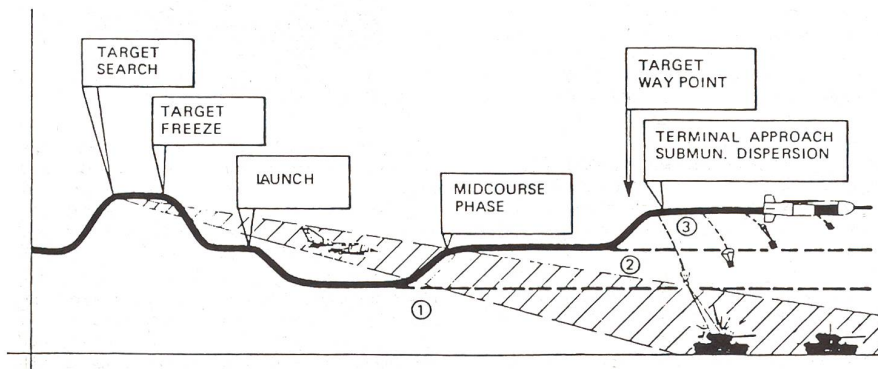 TARGET
SEARCH
TARGET
FREEZE
LAUNCH
MIDCOURSE
PHASE
TARGET
WAY POINT
TERMINAL APPROACH
SUBMUN. DISPERSION
①
②
③